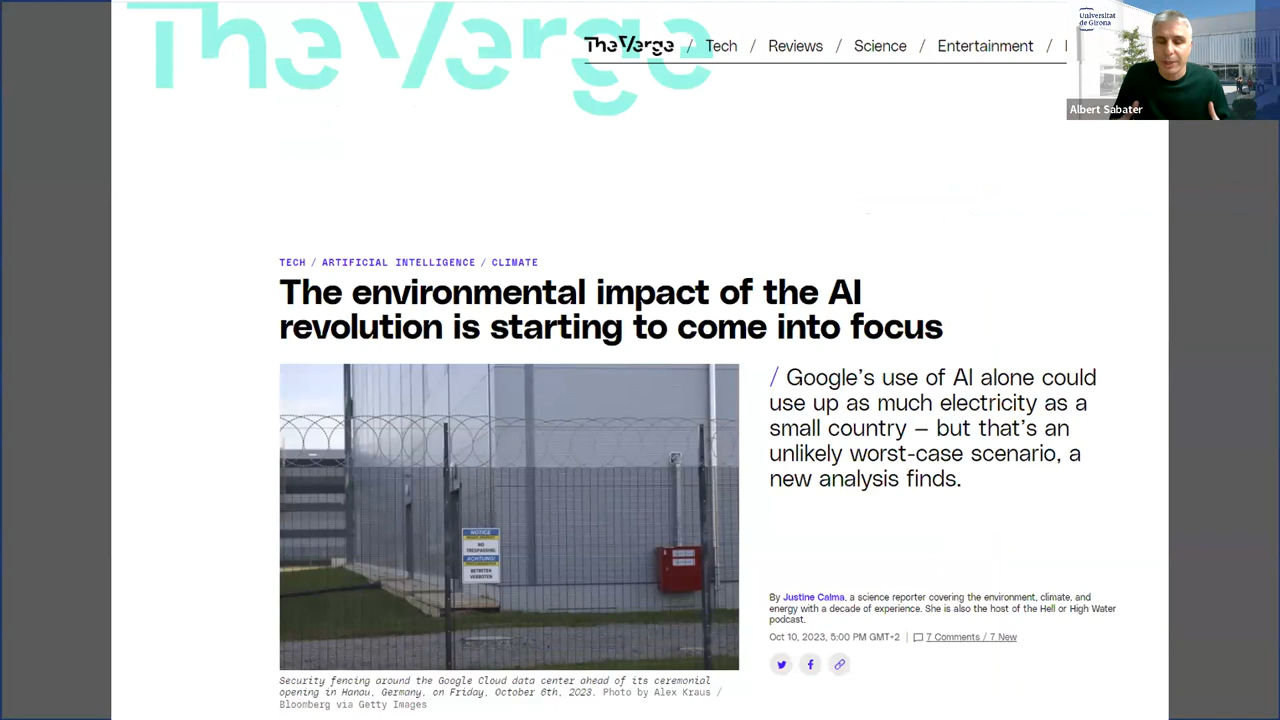 TheVerge
TheVerge / Tech / Reviews / Science / Entertainment /
Universitat
de Girona
Albert Sabater
TECH / ARTIFICIAL INTELLIGENCE / CLIMATE
The environmental impact of the AI
revolution is starting to come into focus
/ Google’s use of AI alone could
use up as much electricity as a
small country — but that’s an
unlikely worst-case scenario, a
new analysis finds.
NOTICE
NO
TRESPASSING
ACHTUNG!
BETRETEN
VERBOTEN
By Justine Calma, a science reporter covering the environment, climate, and
energy with a decade of experience. She is also the host of the Hell or High Water
podcast.
Oct 10, 2023, 5:00 PM GMT+2 | 7 Comments / 7 New
Security fencing around the Google Cloud data center ahead of its ceremonial
opening in Hanau, Germany, on Friday, October 6th, 2023. Photo by Alex Kraus /
Bloomberg via Getty Images